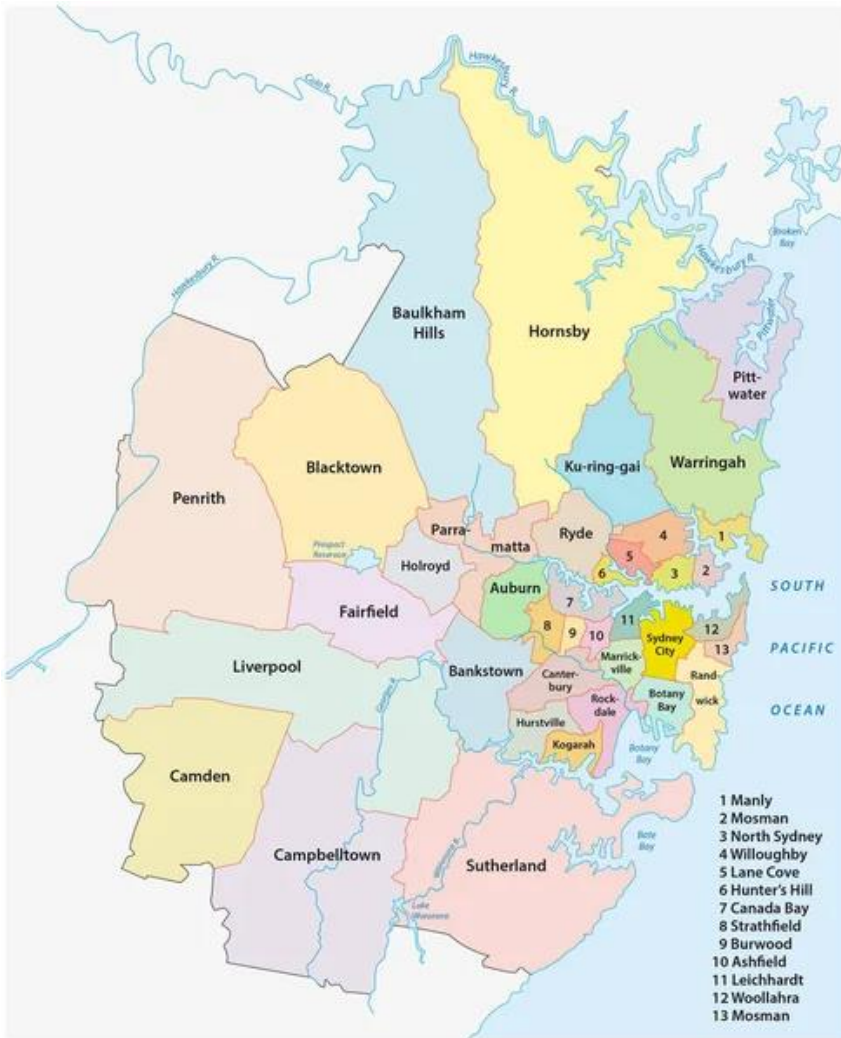 Colo R.
Hawkesbury R.
Broken
Bay
Hawkesbury R.
Hawkesbury R.
Pittwater
Baulkham
Hills
Hornsby
Pitt-
water
Blacktown
Ku-ring-gai
Warringah
Penrith
Parra-
matta
Ryde
4
1
Prospect
Reservoir
Holroyd
5
6
3
2
Auburn
SOUTH
Fairfield
7
8
9
10
11
Sydney
City
12
13
PACIFIC
Liverpool
Bankstown
Marrick-
ville
Canter-
bury
Rand-
wick
Georges R.
Rock-
dale
Botany
Bay
OCEAN
Hurstville
Kogarah
Botany
Bay
Camden
Campbelltown
Sutherland
Woronora R.
Bate
Bay
Lake
Woronora
1 Manly
2 Mosman
3 North Sydney
4 Willoughby
5 Lane Cove
6 Hunter's Hill
7 Canada Bay
8 Strathfield
9 Burwood
10 Ashfield
11 Leichhardt
12 Woollahra
13 Mosman